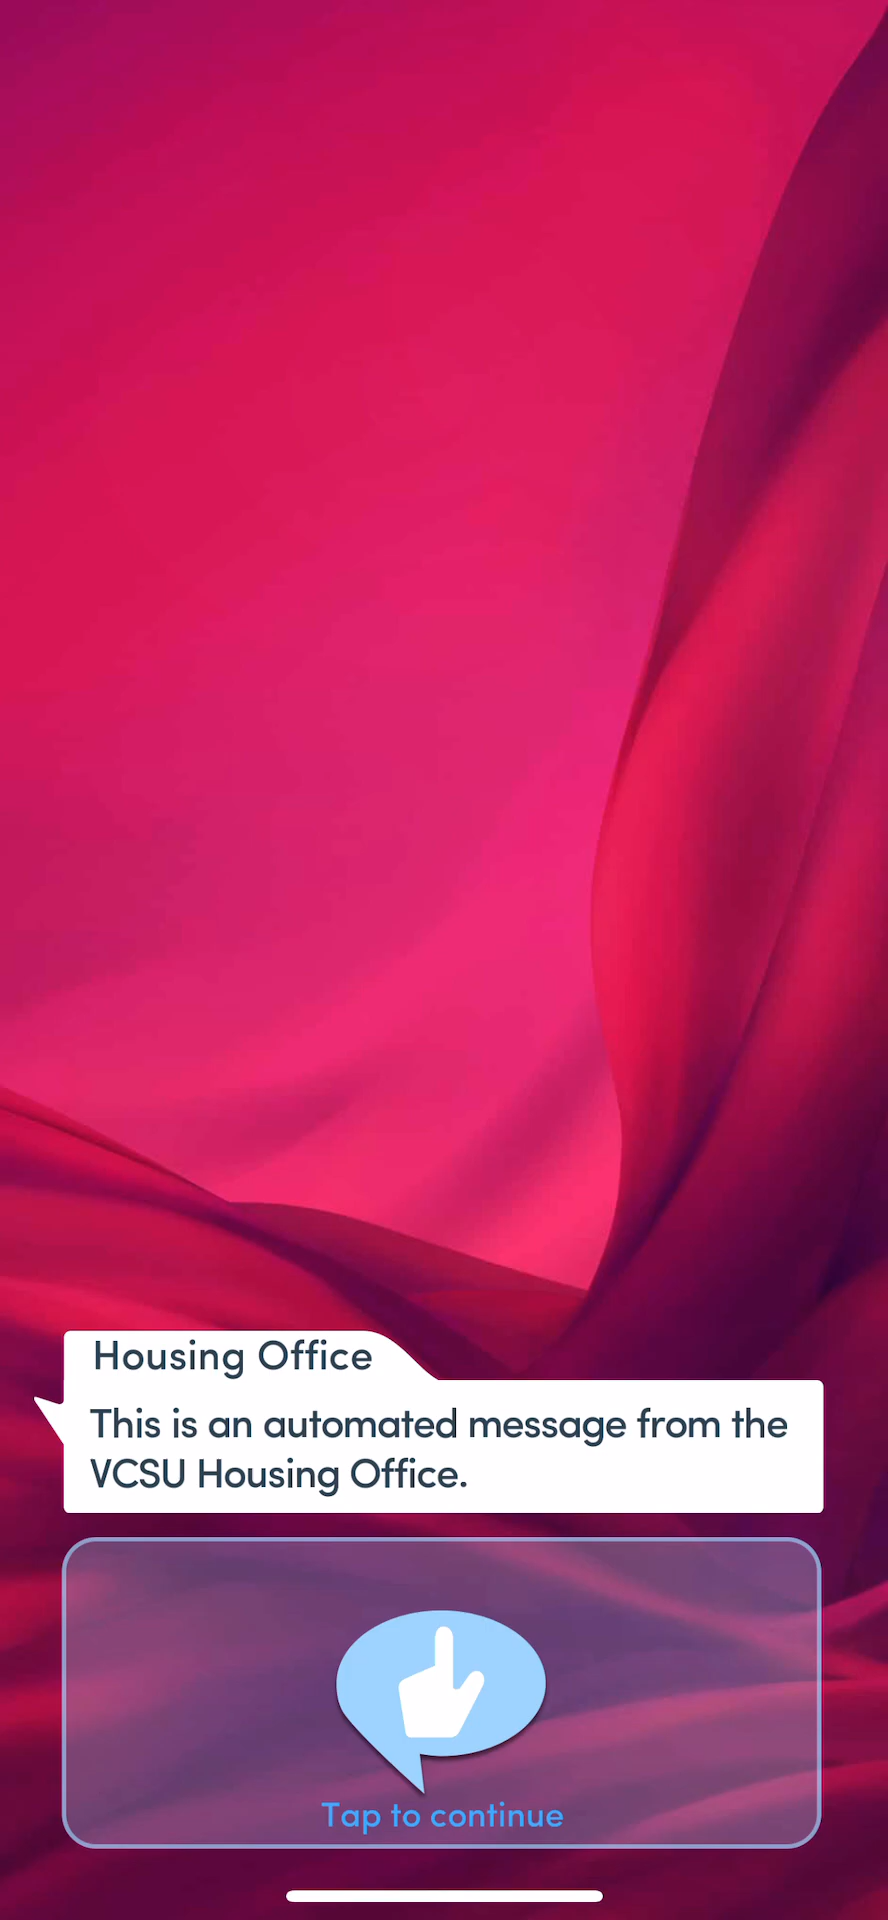 Housing Office
This is an automated message from the
VCSU Housing Office.
Tap to continue